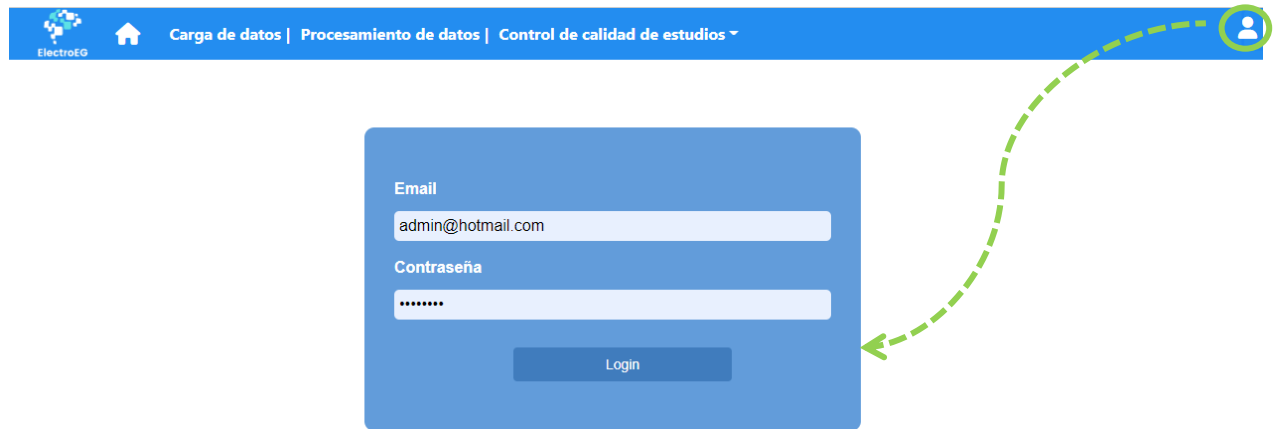 ElectroEG
Carga de datos | Procesamiento de datos | Control de calidad de estudios
Email
admin@hotmail.com
Contraseña
••••••••
Login